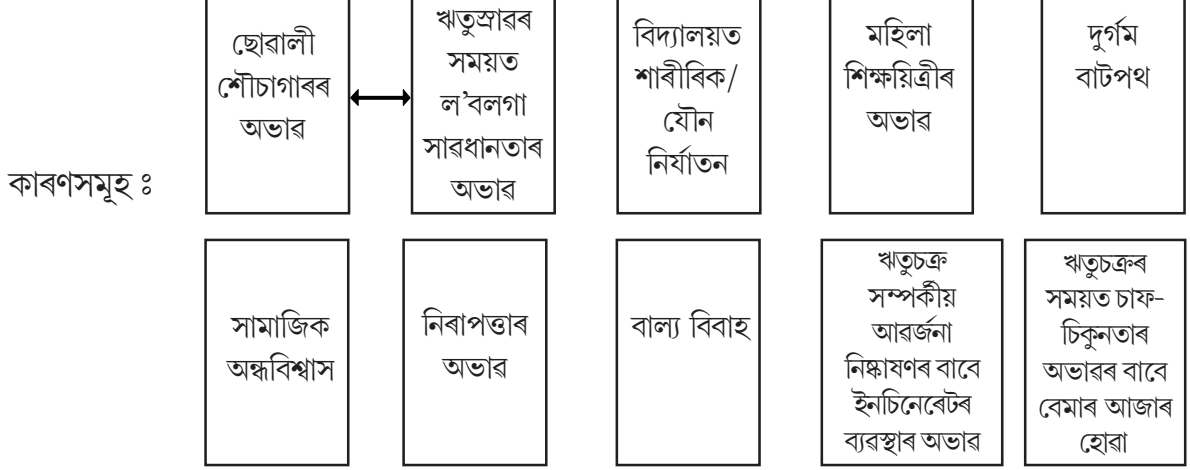 ছোৱালী
শৌচাগাৰৰ
অভাৱ
ঋতুস্ৰাৱৰ
সময়ত
ল’বলগা
সাৱধানতাৰ
অভাৱ
বিদ্যালয়ত
শাৰীৰিক/
যৌন
নিৰ্যাতন
মহিলা
শিক্ষয়িত্ৰীৰ
অভাৱ
দুৰ্গম
বাটপথ
কাৰণসমূহ ঃ
সামাজিক
অন্ধবিশ্বাস
নিৰাপত্তাৰ
অভাৱ
বাল্য বিবাহ
ঋতুচক্ৰ
সম্পৰ্কীয়
আৱৰ্জনা
নিষ্কাষণৰ বাবে
ইনচিনেৰেটৰ
ব্যৱস্থাৰ অভাৱ
ঋতুচক্ৰৰ
সময়ত চাফ-
চিকুনতাৰ
অভাৱৰ বাবে
বেমাৰ আজাৰ
হোৱা